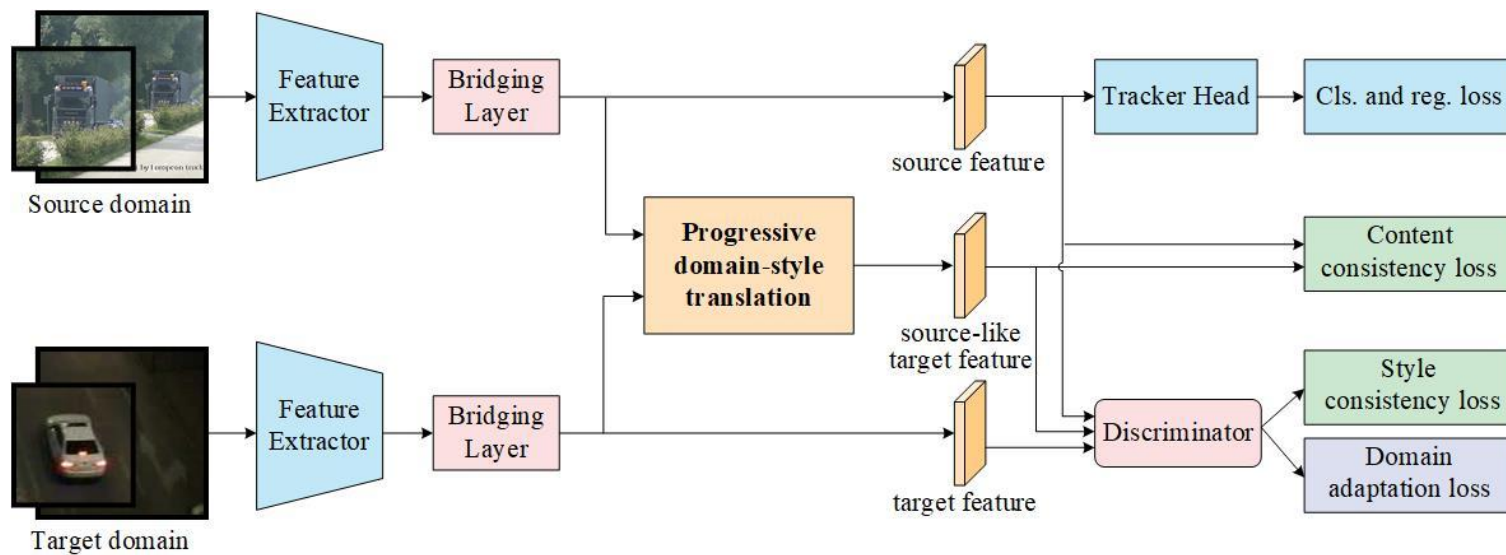 Feature
Extractor
Bridging
Layer
source feature
Tracker Head
Cls. and reg. loss
Source domain
Progressive
domain-style
translation
source-like
target feature
Content
consistency loss
Feature
Extractor
Bridging
Layer
target feature
Discriminator
Style
consistency loss
Domain
adaptation loss
Target domain